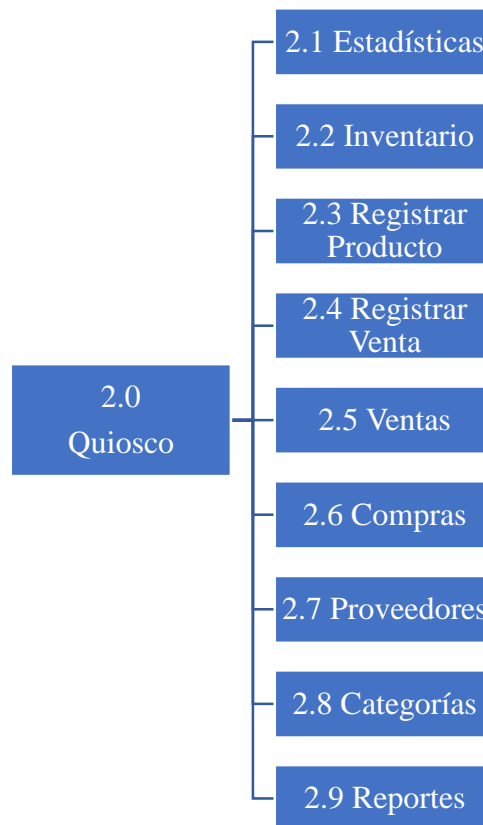 2.1 Estadísticas
2.2 Inventario
2.3 Registrar
Producto
2.4 Registrar
Venta
2.0
Quiosco
2.5 Ventas
2.6 Compras
2.7 Proveedores
2.8 Categorías
2.9 Reportes